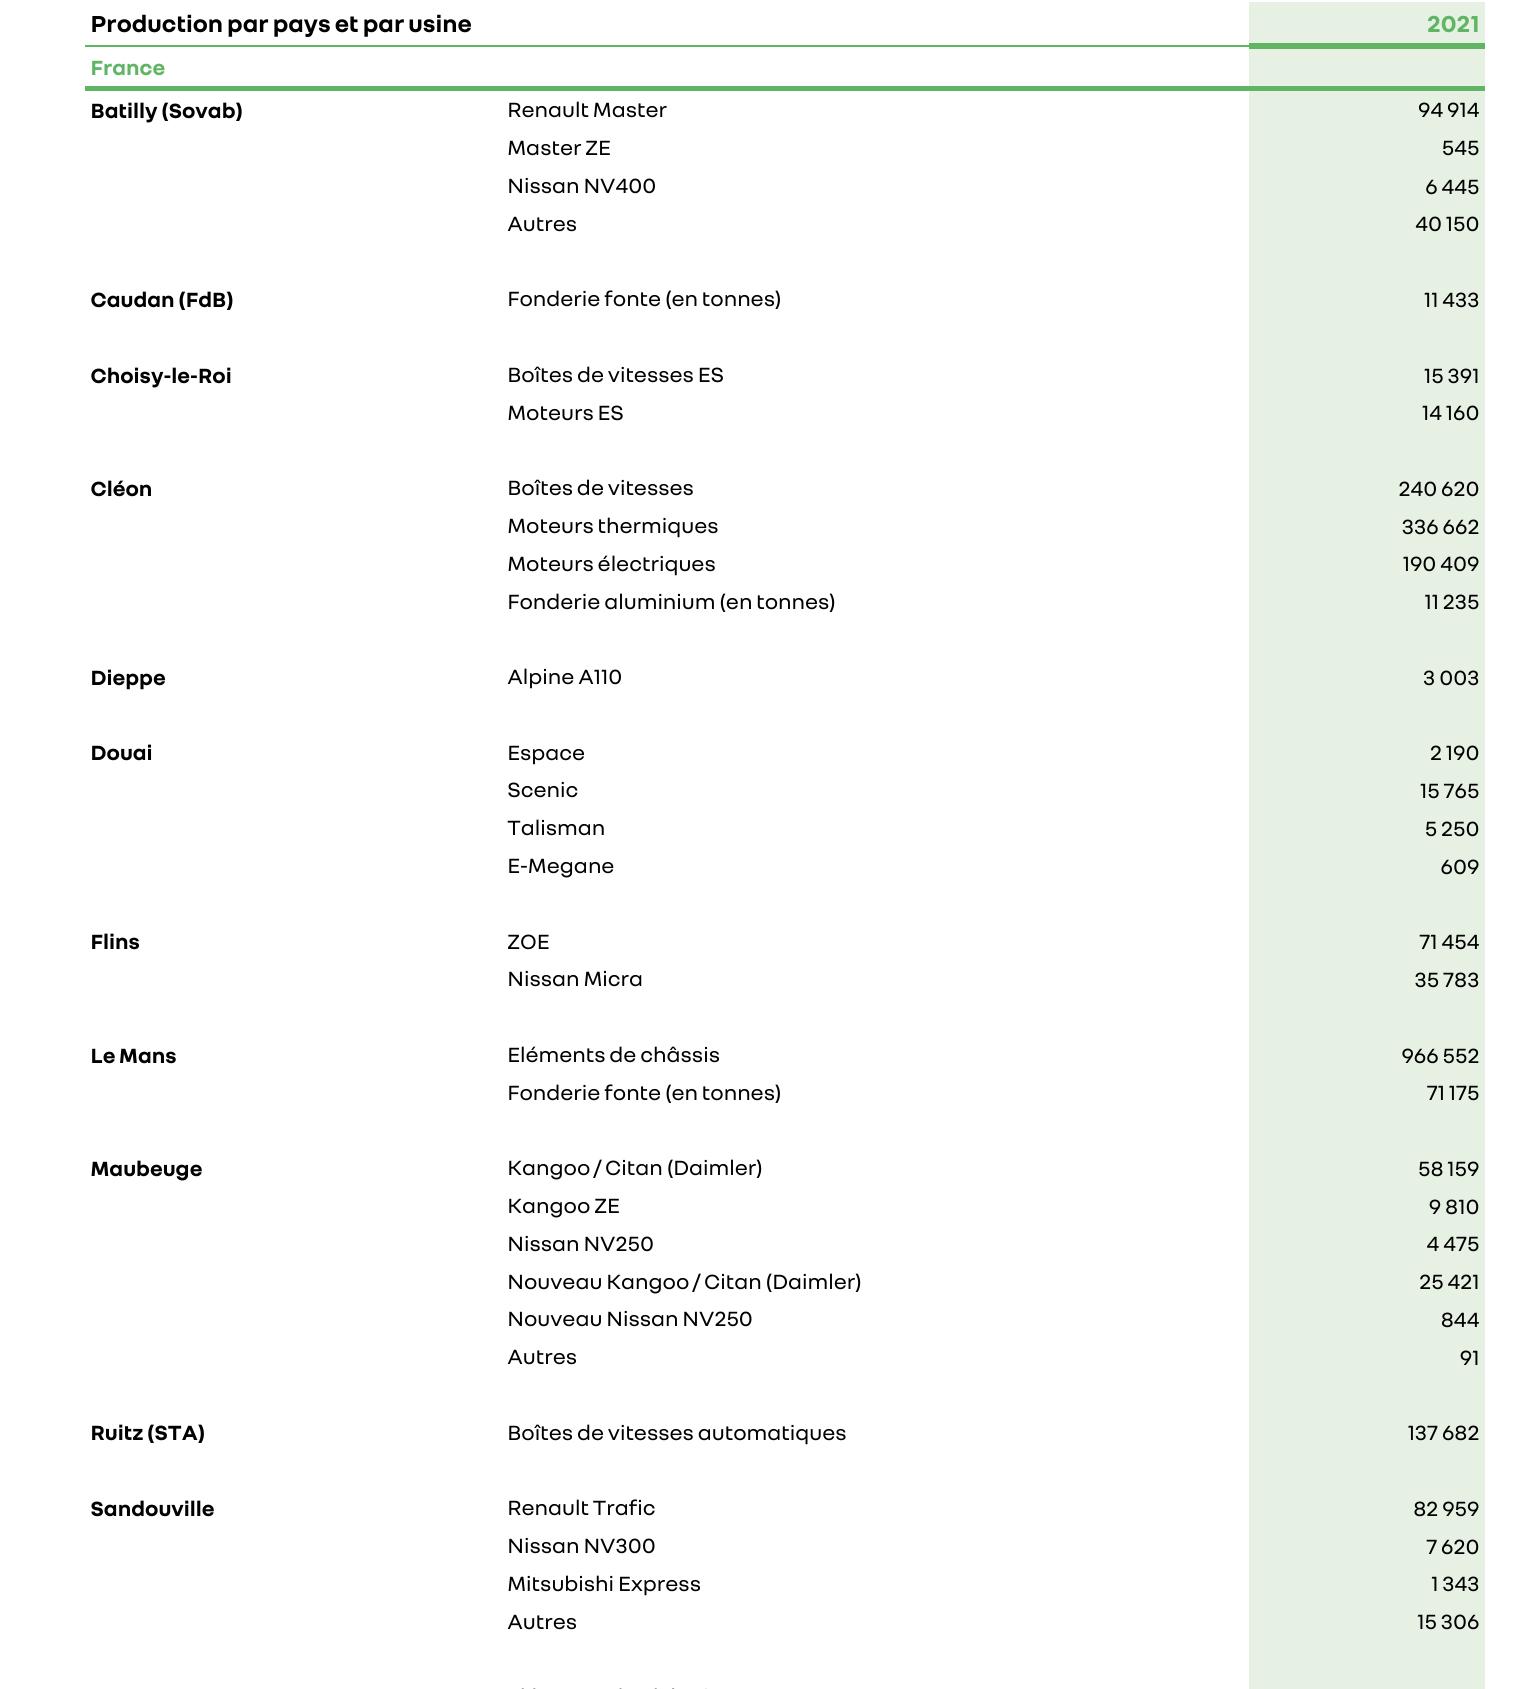 Production par pays et par usine 2021
France
Batilly (Sovab) Renault Master 94 914
Master ZE 545
Nissan NV400 6 445
Autres 40 150
Caudan (FdB) Fonderie fonte (en tonnes) 11 433
Choisy-le-Roi Boîtes de vitesses ES 15 391
Moteurs ES 14 160
Cléon Boîtes de vitesses 240 620
Moteurs thermiques 336 662
Moteurs électriques 190 409
Fonderie aluminium (en tonnes) 11 235
Dieppe Alpine A110 3 003
Douai Espace 2 190
Scenic 15 765
Talisman 5 250
E-Megane 609
Flins ZOE 71 454
Nissan Micra 35 783
Le Mans Eléments de châssis 966 552
Fonderie fonte (en tonnes) 71 175
Maubeuge Kangoo / Citan (Daimler) 58 159
Kangoo ZE 9 810
Nissan NV250 4 475
Nouveau Kangoo / Citan (Daimler) 25 421
Nouveau Nissan NV250 844
Autres 91
Ruitz (STA) Boîtes de vitesses automatiques 137 682
Sandouville Renault Trafic 82 959
Nissan NV300 7 620
Mitsubishi Express 1 343
Autres 15 306